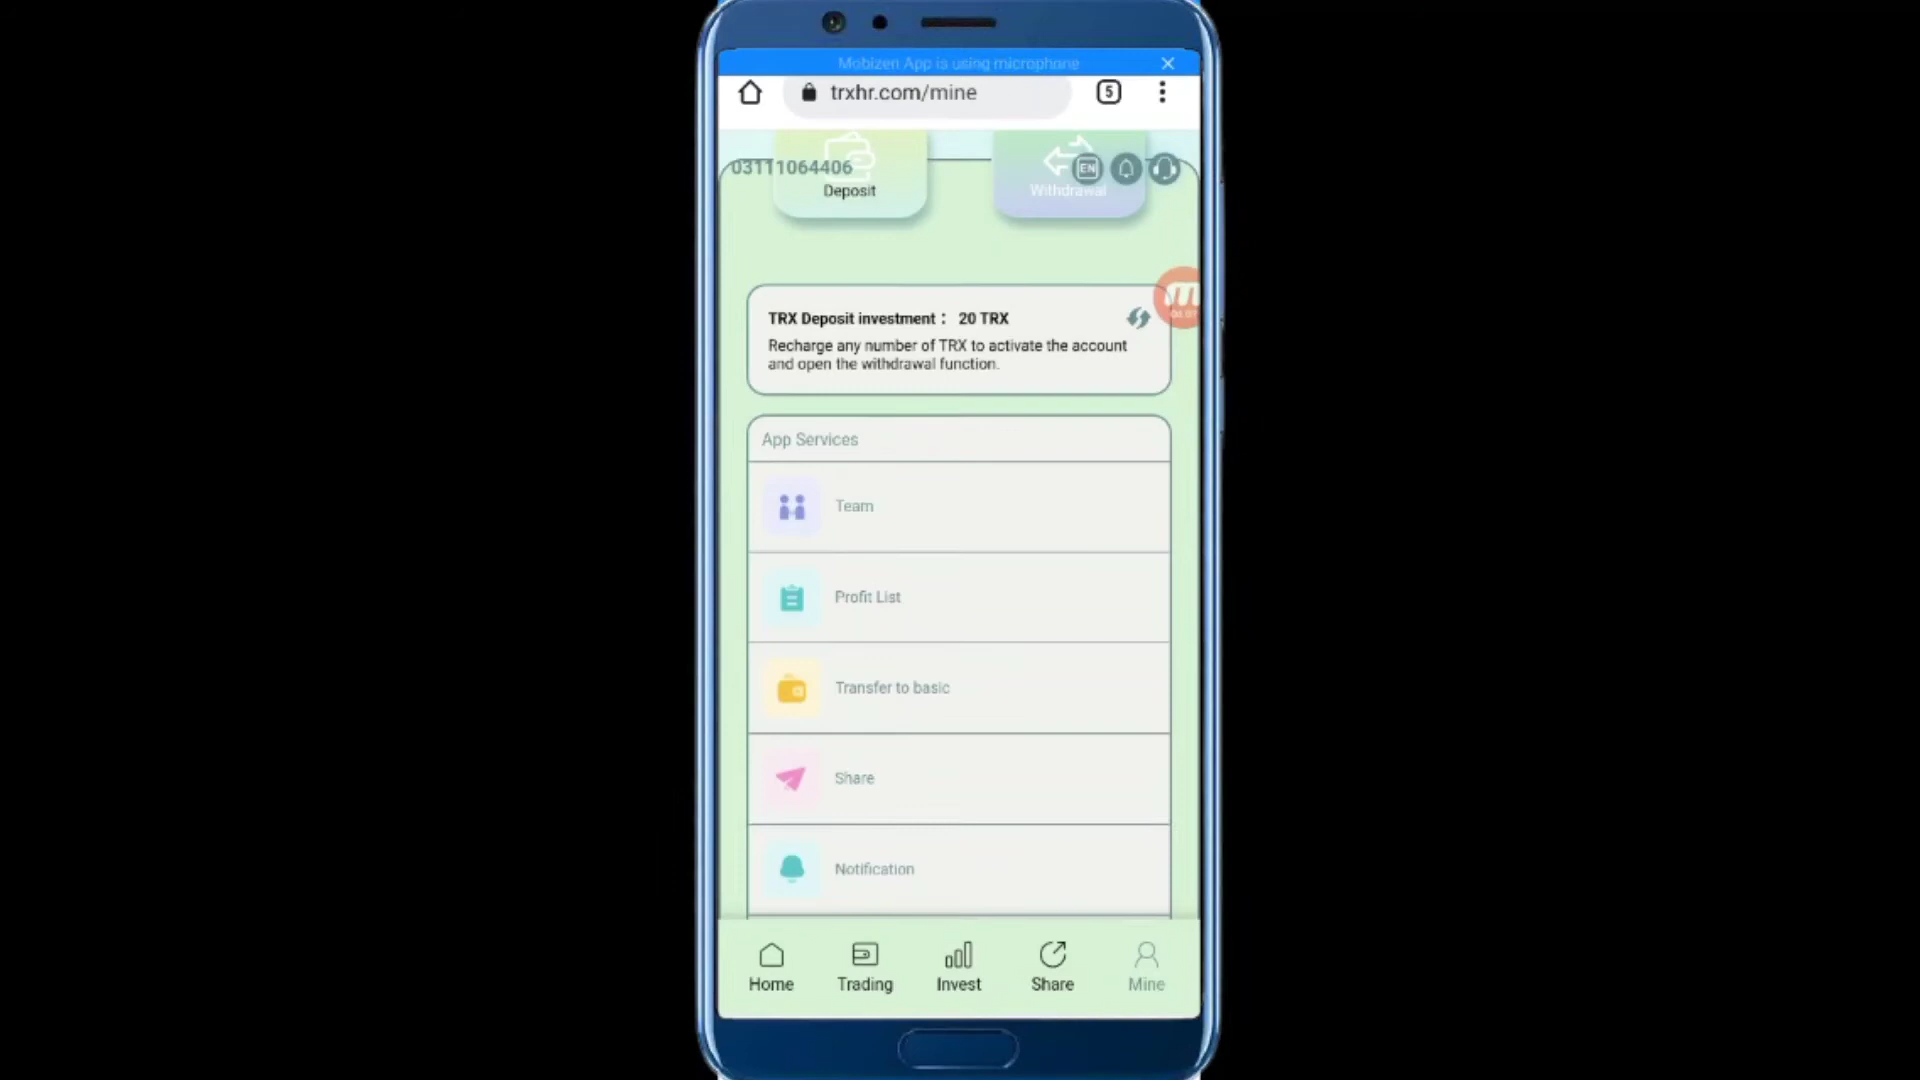 Mobizen App is using microphone
trxhr.com/mine
5
03111064406
EN
Deposit
Withdrawal
TRX Deposit investment : 20 TRX
Recharge any number of TRX to activate the account
and open the withdrawal function.
App Services
Team
Profit List
Transfer to basic
Share
Notification
Home
Trading
Invest
Share
Mine